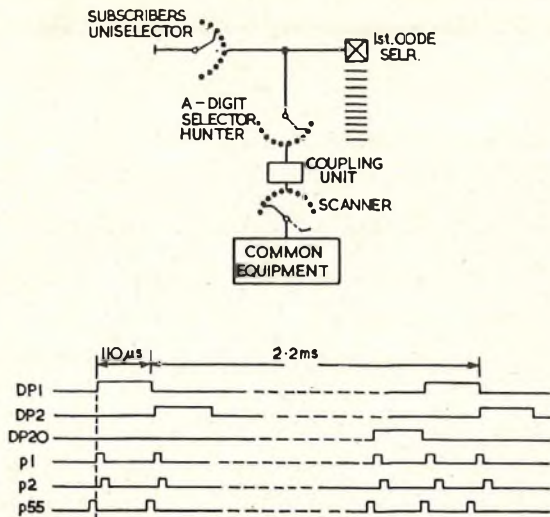 SUBSCRIBERS
UNISELECTOR
1st. CODE
SELR.
A-DIGIT
SELECTOR
HUNTER
COUPLING
UNIT
SCANNER
COMMON
EQUIPMENT
110µs
2·2ms
DP1
DP2
DP20
p1
p2
p55